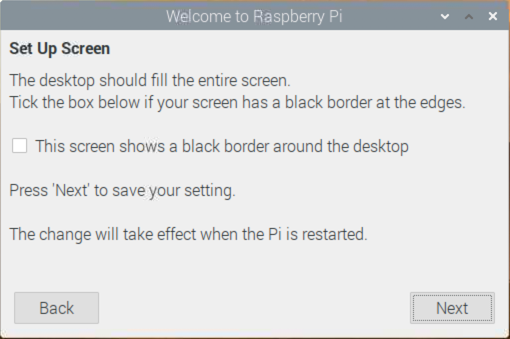 Welcome to Raspberry Pi
Set Up Screen
The desktop should fill the entire screen.
Tick the box below if your screen has a black border at the edges.
This screen shows a black border around the desktop
Press 'Next' to save your setting.
The change will take effect when the Pi is restarted.
Back
Next